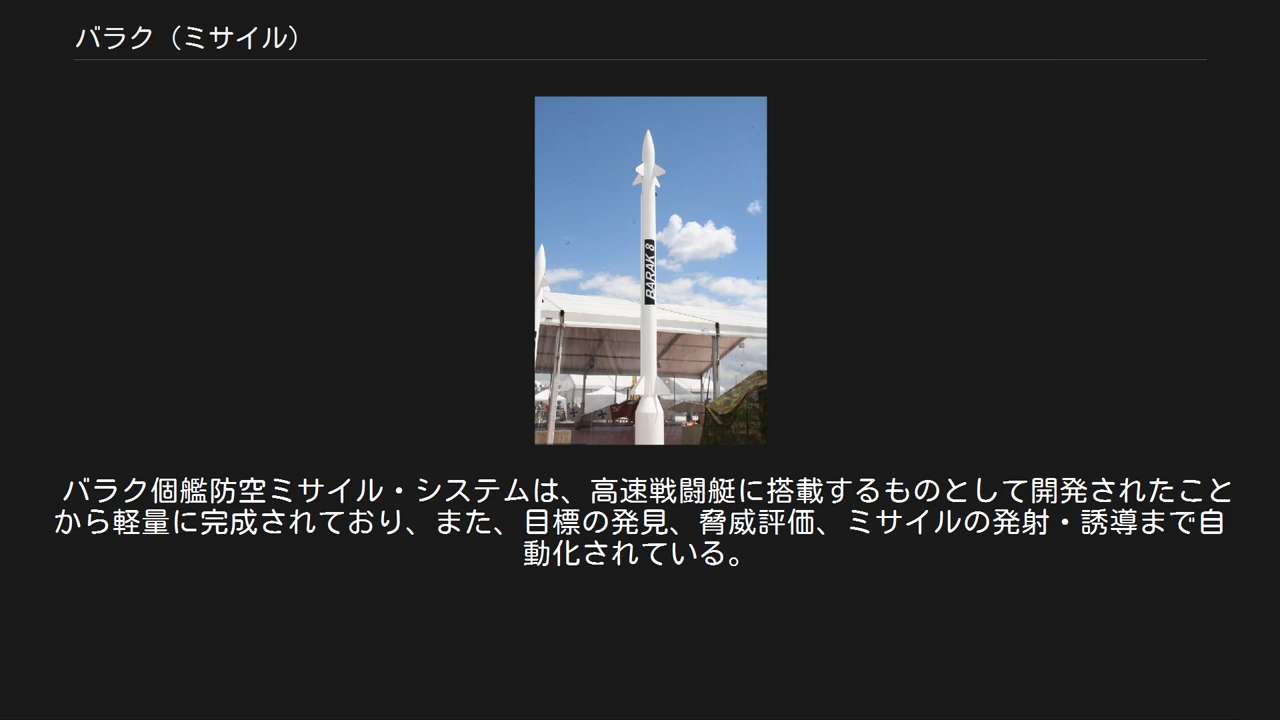 バラク（ミサイル）
BARAK 8
バラク個艦防空ミサイル・システムは、高速戦闘艇に搭載するものとして開発されたこと
から軽量に完成されており、また、目標の発見、脅威評価、ミサイルの発射・誘導まで自
動化されている。